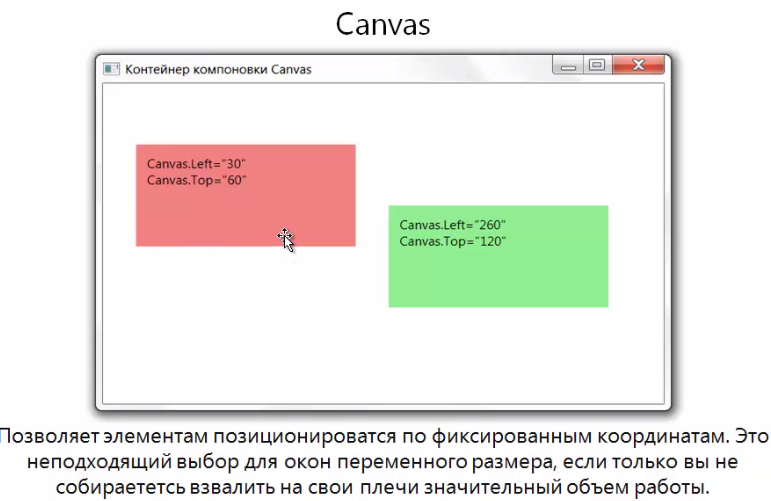 Canvas
Контейнер компоновки Canvas
Canvas.Left="30"
Canvas.Top="60"
Canvas.Left="260"
Canvas.Top="120"
Позволяет элементам позиционироватся по фиксированным координатам. Это
неподходящий выбор для окон переменного размера, если только вы не
собираететсь взвалить на свои плечи значительный объем работы.